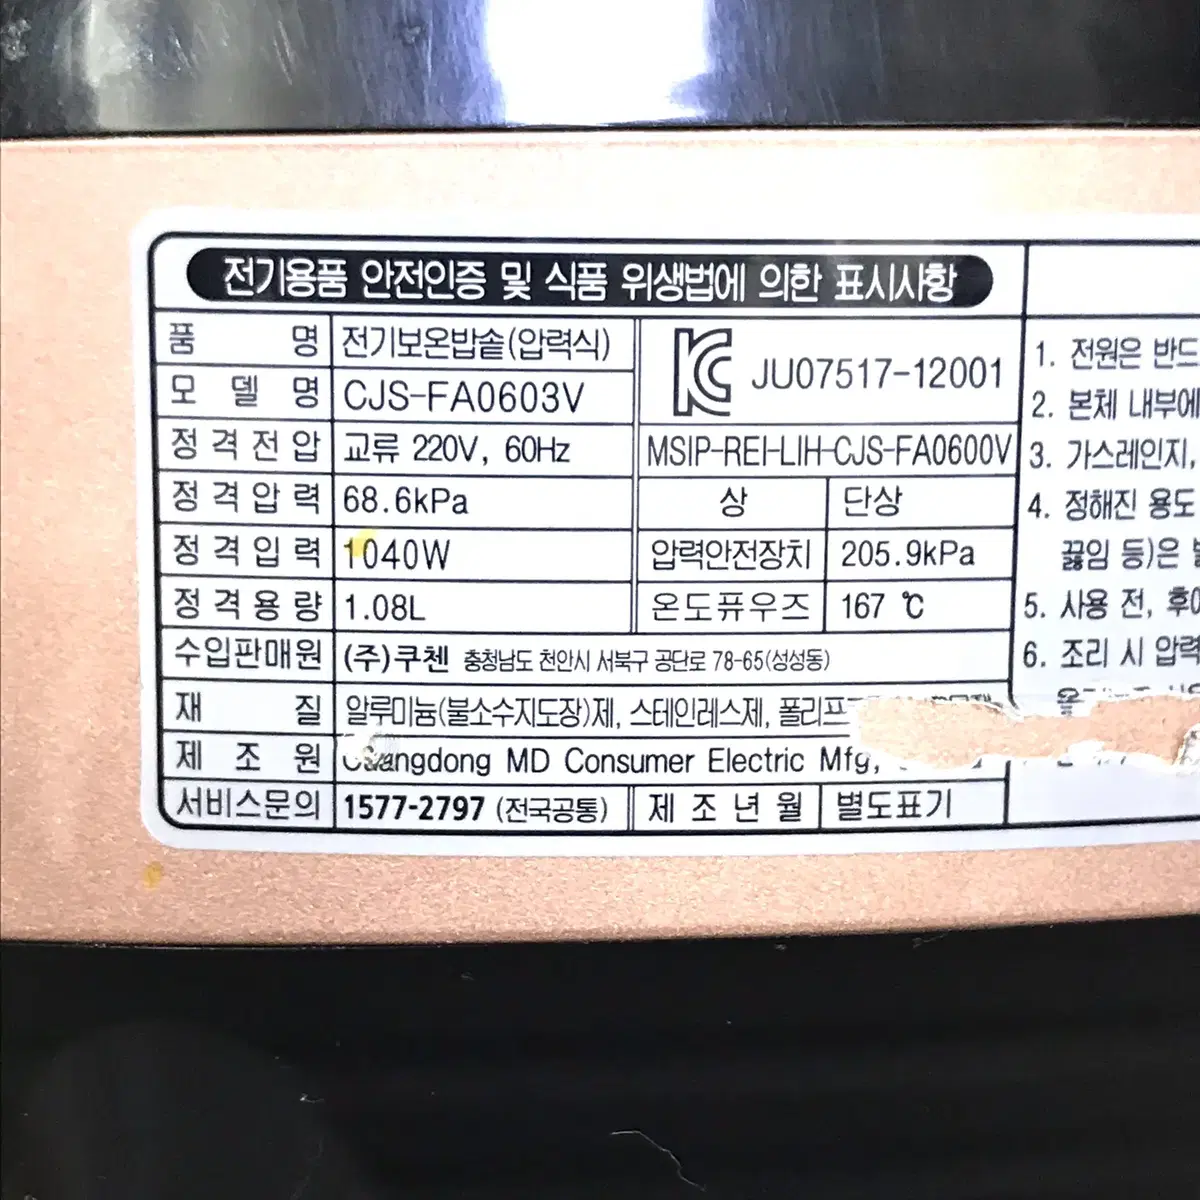 전기용품 안전인증 및 식품 위생법에 의한 표시사항
품 명 전기보온밥솥(압력식)
JU07517-12001
모 델 명 CJS-FA0603V
정격전압 교류 220V, 60Hz
MSIP-REI-LIH-CJS-FA0600V
정격압력 68.6kPa
상 단상
정격입력 1040W
압력안전장치 205.9kPa
정격용량 1.08L
온도퓨우즈 167 ℃
수입판매원 (주)쿠첸 충청남도 천안시 서북구 공단로 78-65(성성동)
재 질 알루미늄(불소수지도장)제, 스테인레스제,
제 조 원 Guangdong MD Consumer Electric Mfg,
서비스문의 1577-2797 (전국공통)
제 조 년 월 별도표기
1. 전원은 반드
2. 본체 내부에
3. 가스레인지,
4. 정해진 용도
끓임 등)은
5. 사용 전, 후에
6. 조리 시 압력